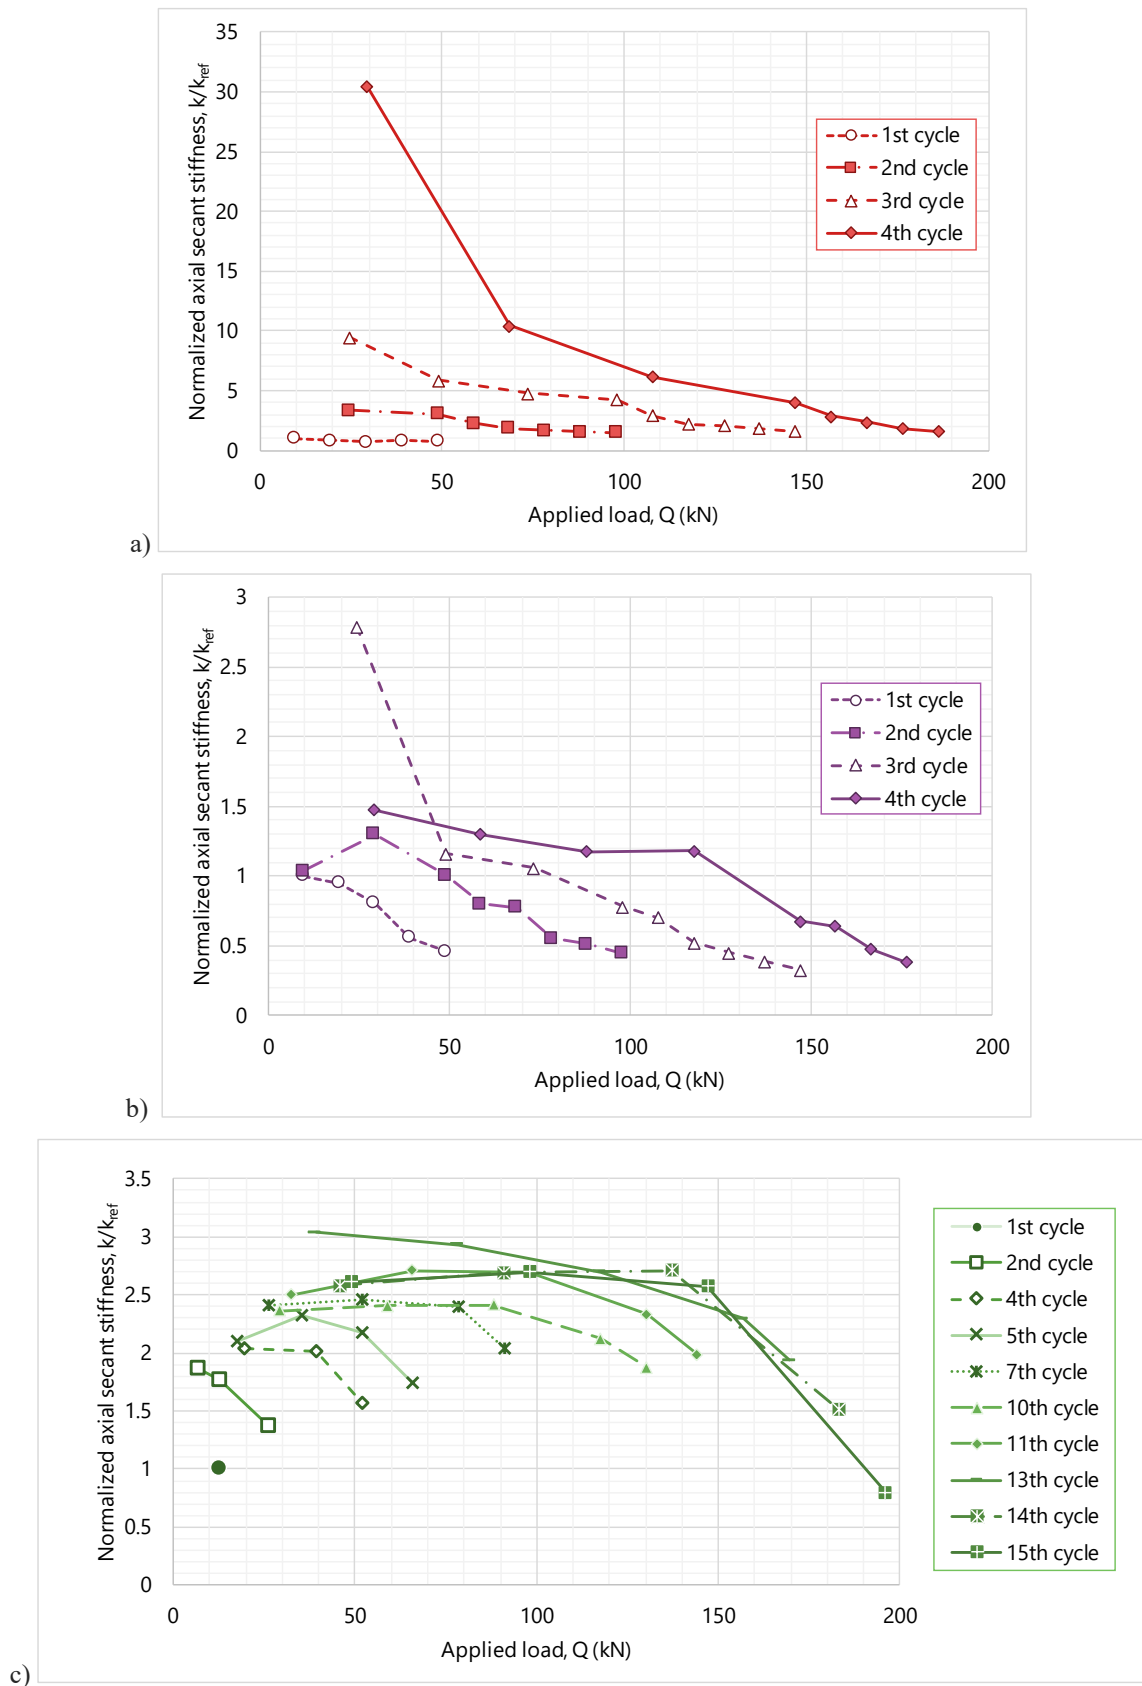 35
30
25
20
15
10
5
0
Normalized axial secant stiffness, k/kref
1st cycle
2nd cycle
3rd cycle
4th cycle
0 50 100 150 200
Applied load, Q (kN)
a)
3
2.5
2
1.5
1
0.5
0
Normalized axial secant stiffness, k/kref
1st cycle
2nd cycle
3rd cycle
4th cycle
0 50 100 150 200
Applied load, Q (kN)
b)
3.5
3
2.5
2
1.5
1
0.5
0
Normalized axial secant stiffness, k/kref
1st cycle
2nd cycle
4th cycle
5th cycle
7th cycle
10th cycle
11th cycle
13th cycle
14th cycle
15th cycle
0 50 100 150 200
Applied load, Q (kN)
c)